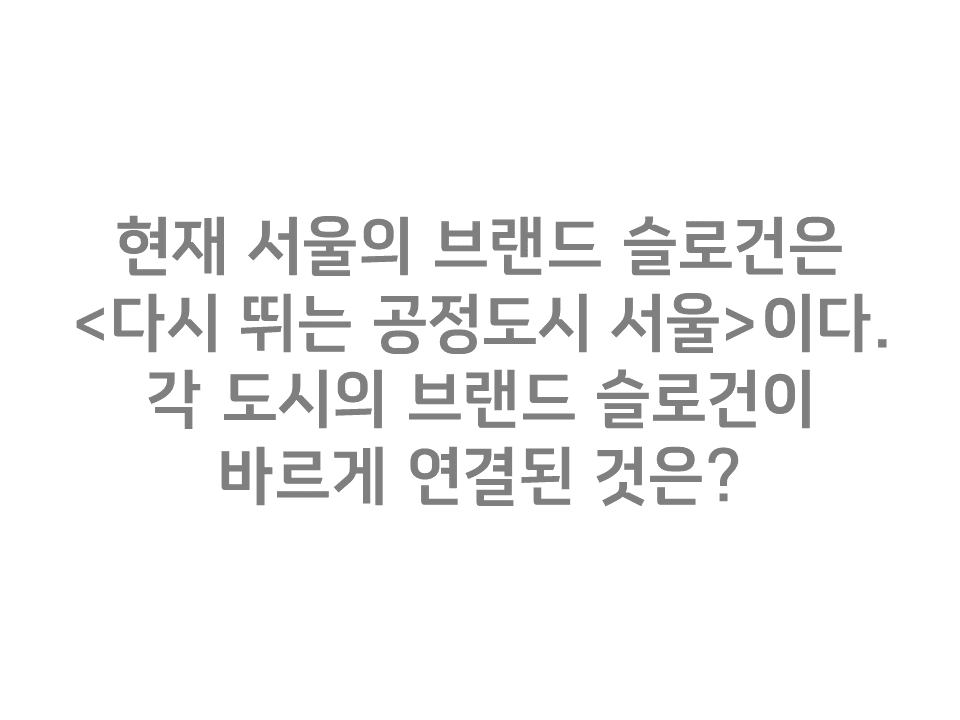 현재 서울의 브랜드 슬로건은
<다시 뛰는 공정도시 서울>이다.
각 도시의 브랜드 슬로건이
바르게 연결된 것은?